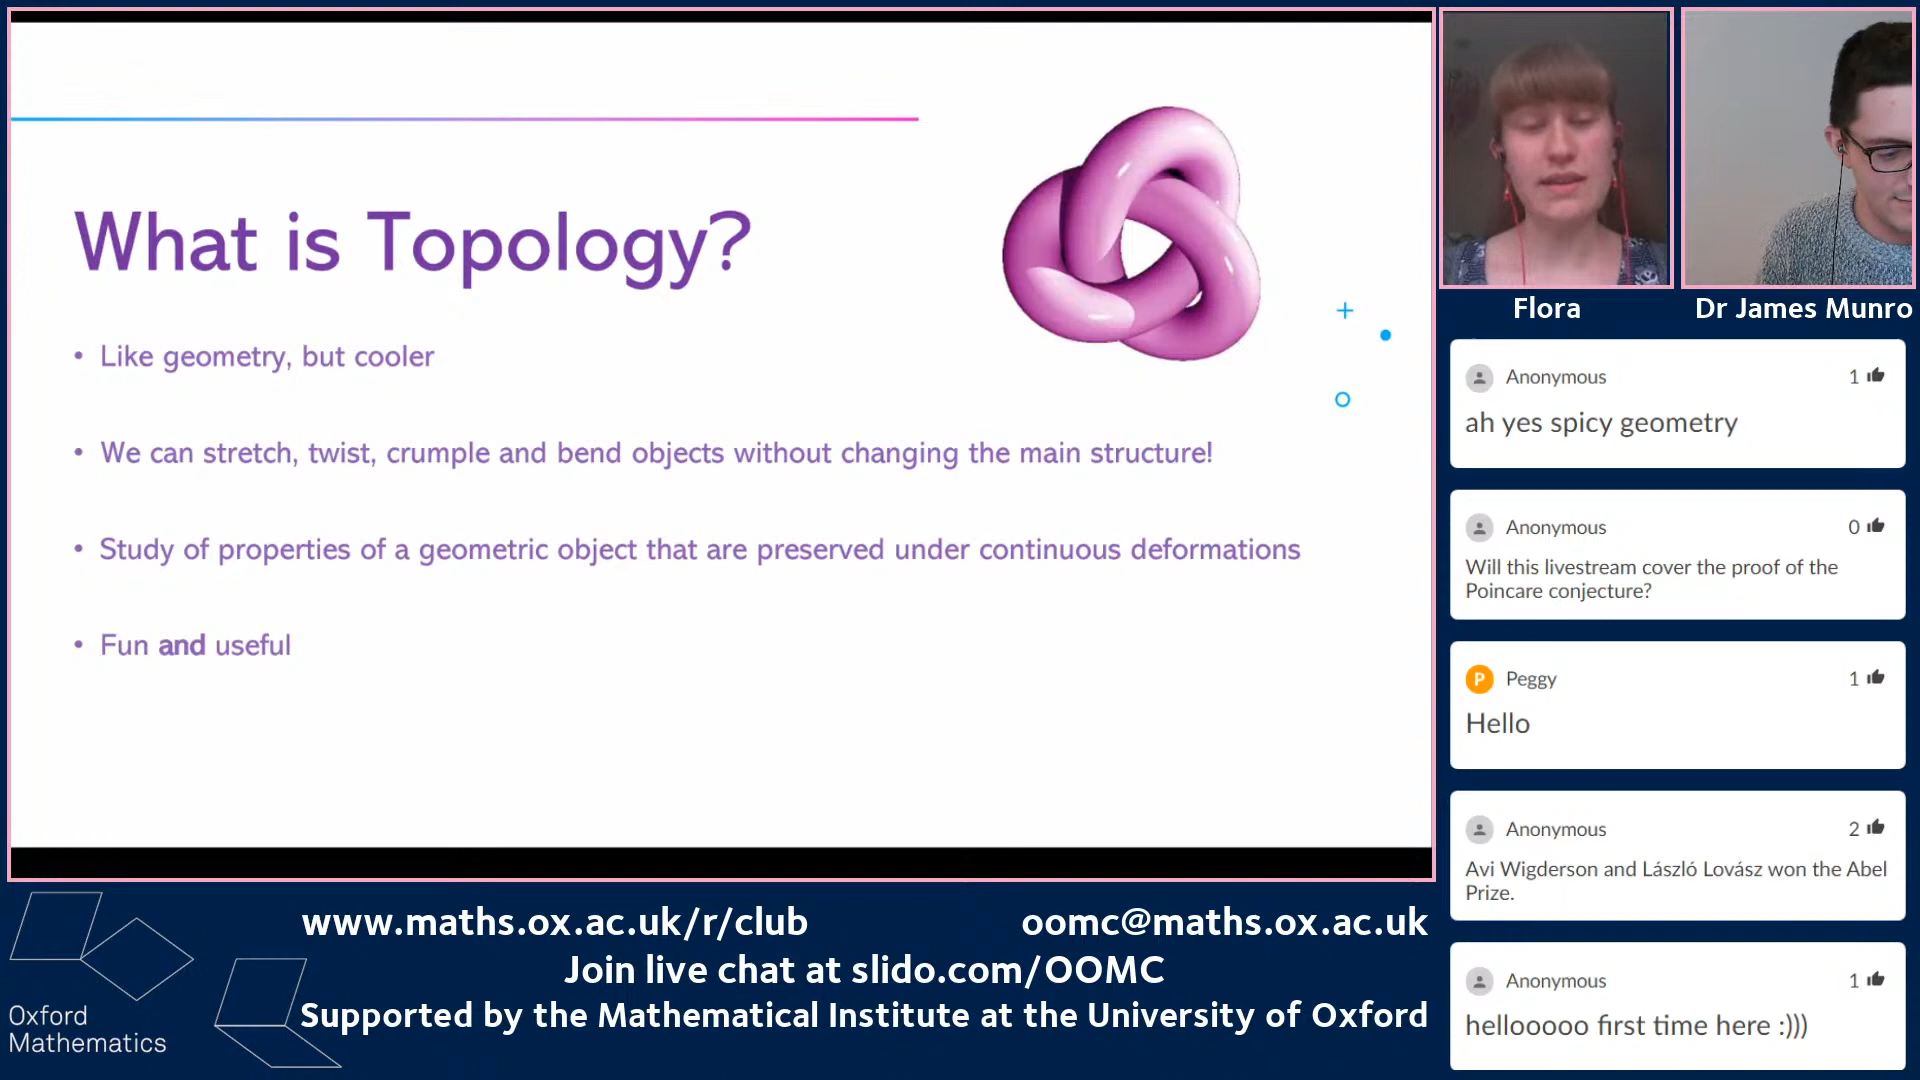 What is Topology?
• Like geometry, but cooler
• We can stretch, twist, crumple and bend objects without changing the main structure!
• Study of properties of a geometric object that are preserved under continuous deformations
• Fun and useful
Flora
Dr James Munro
Anonymous 1
ah yes spicy geometry
Anonymous 0
Will this livestream cover the proof of the
Poincare conjecture?
P Peggy 1
Hello
Anonymous 2
Avi Wigderson and László Lovász won the Abel
Prize.
Anonymous 1
hellooooo first time here :)))
www.maths.ox.ac.uk/r/club
oomc@maths.ox.ac.uk
Join live chat at slido.com/OOMC
Supported by the Mathematical Institute at the University of Oxford
Oxford
Mathematics